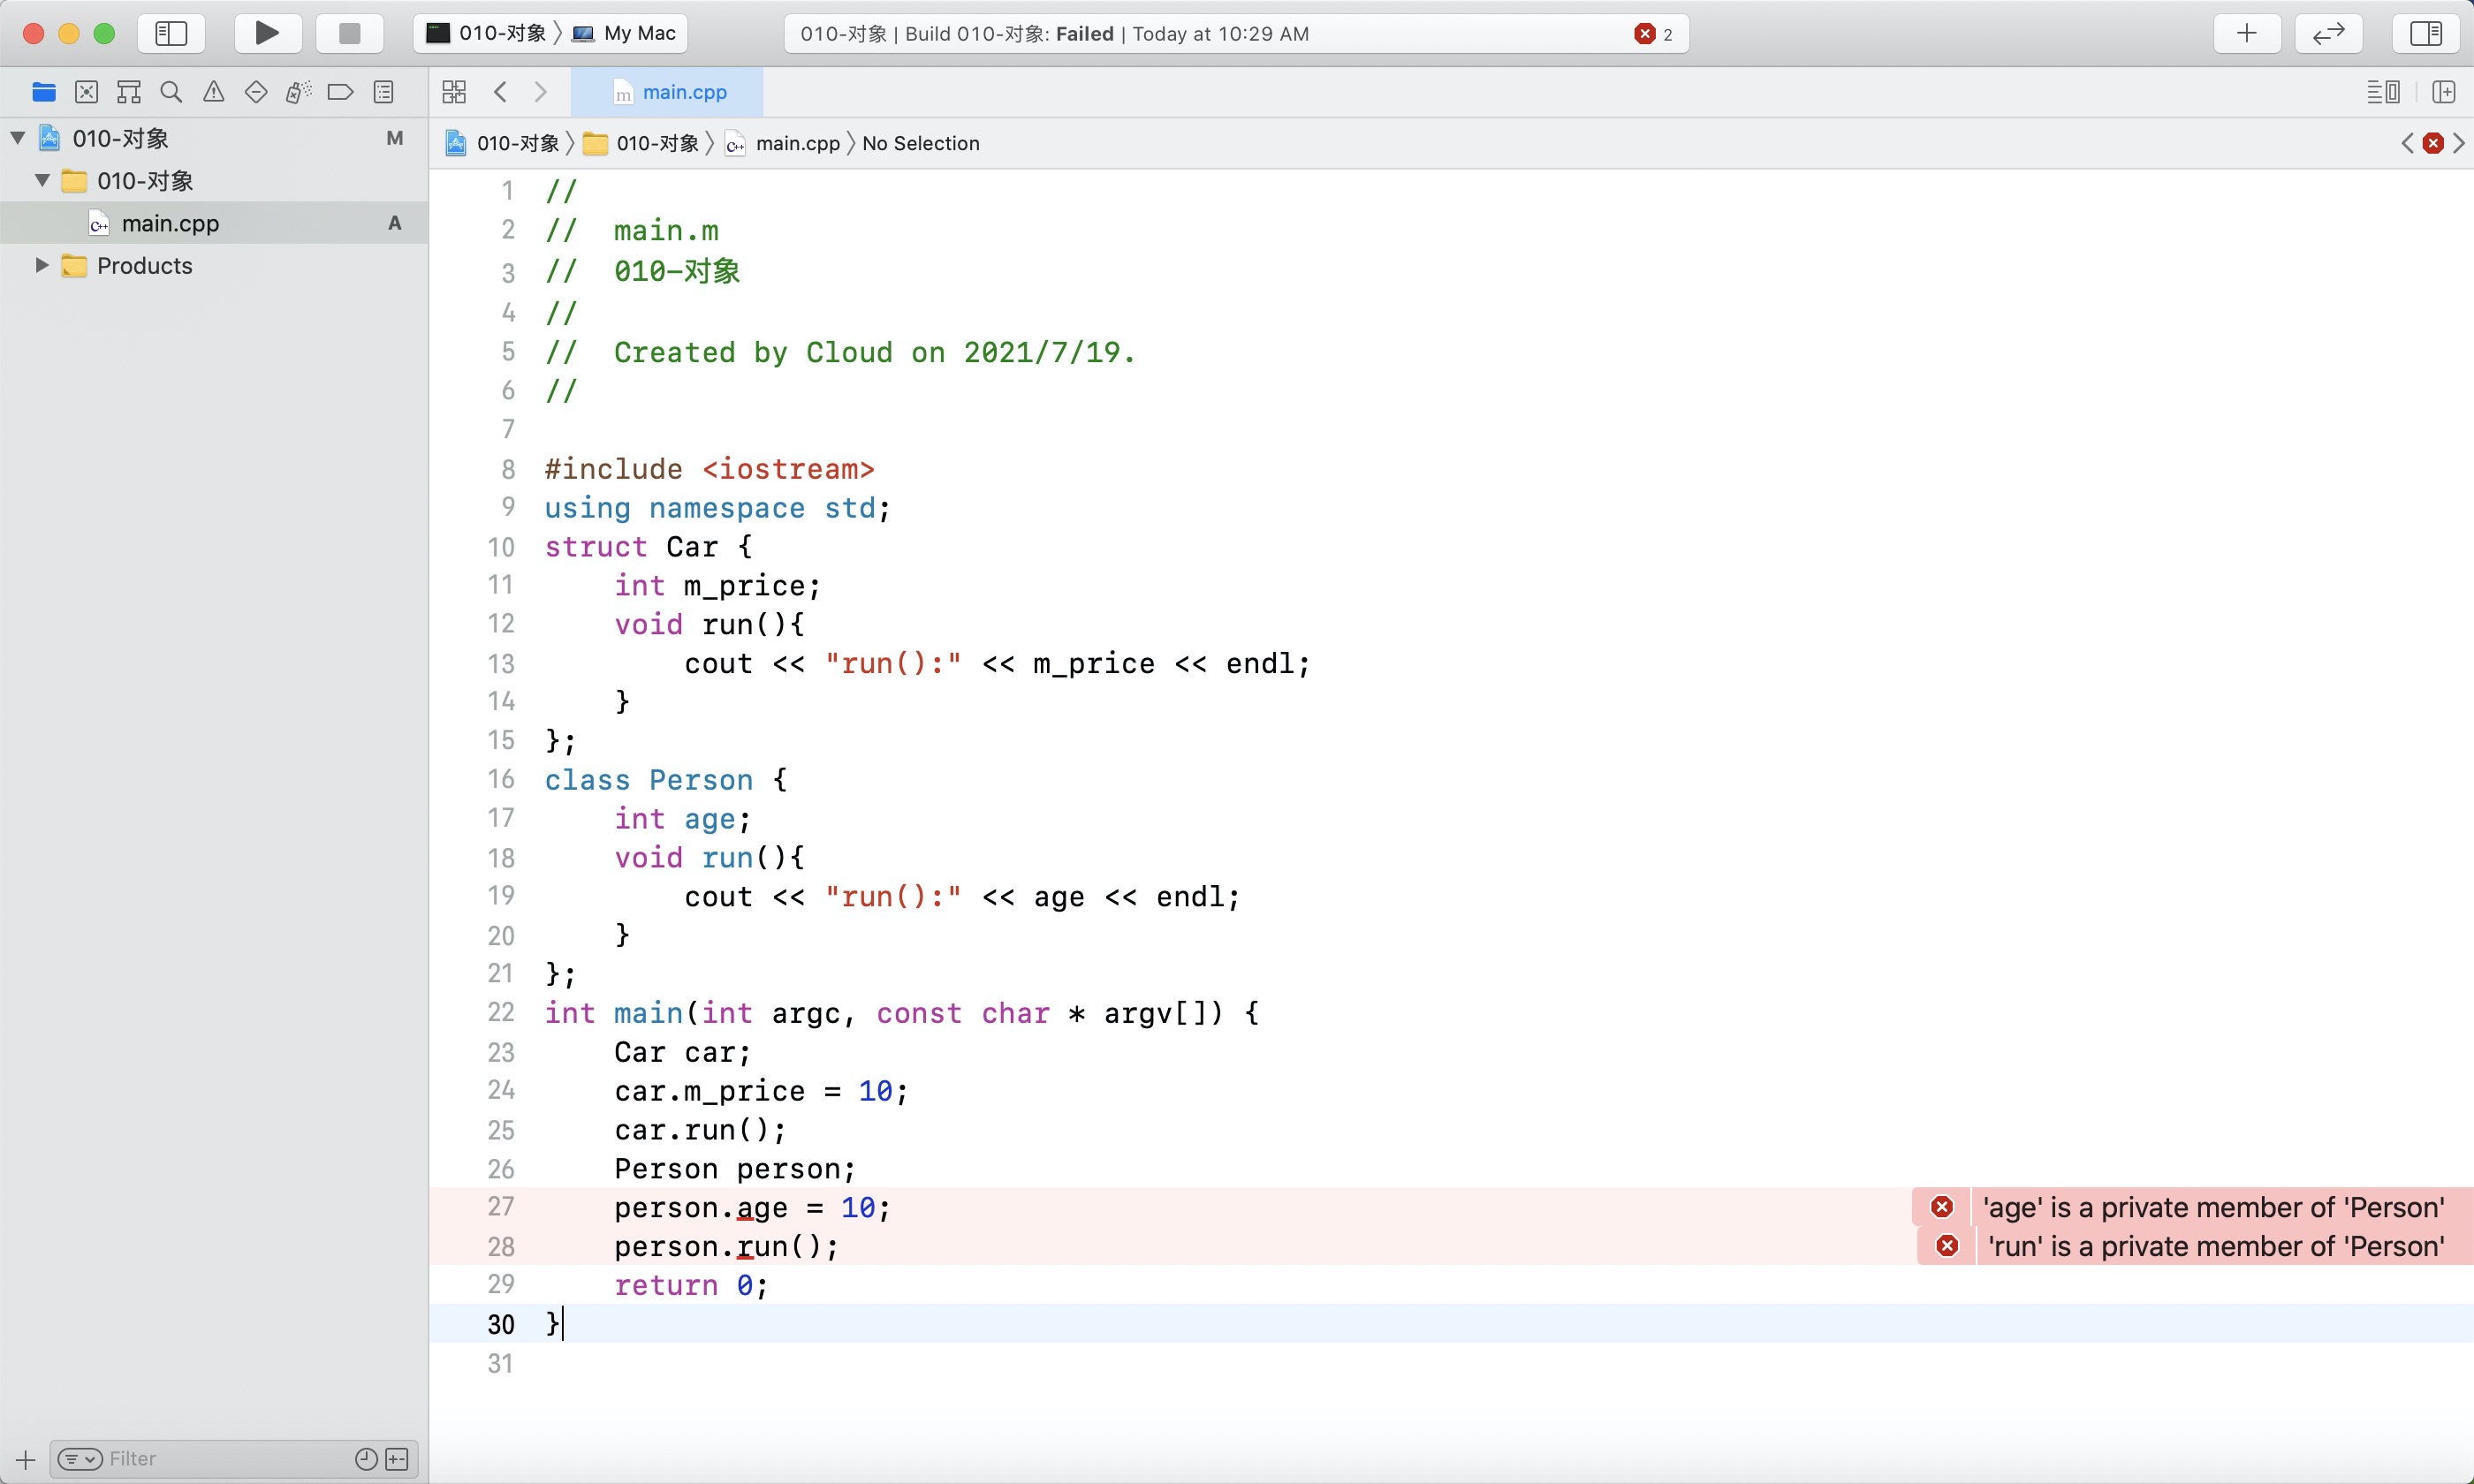 010-对象 〉 My Mac
010-对象 | Build 010-对象: Failed | Today at 10:29 AM
2
main.cpp
010-对象 M
010-对象
main.cpp A
Products
010-对象 〉 010-对象 〉 main.cpp 〉 No Selection
1 //
2 //  main.m
3 //  010-对象
4 //
5 //  Created by Cloud on 2021/7/19.
6 //
7
8 #include <iostream>
9 using namespace std;
10 struct Car {
11     int m_price;
12     void run(){
13         cout << "run():" << m_price << endl;
14     }
15 };
16 class Person {
17     int age;
18     void run(){
19         cout << "run():" << age << endl;
20     }
21 };
22 int main(int argc, const char * argv[]) {
23     Car car;
24     car.m_price = 10;
25     car.run();
26     Person person;
27     person.age = 10; 'age' is a private member of 'Person'
28     person.run(); 'run' is a private member of 'Person'
29     return 0;
30 }
31
Filter